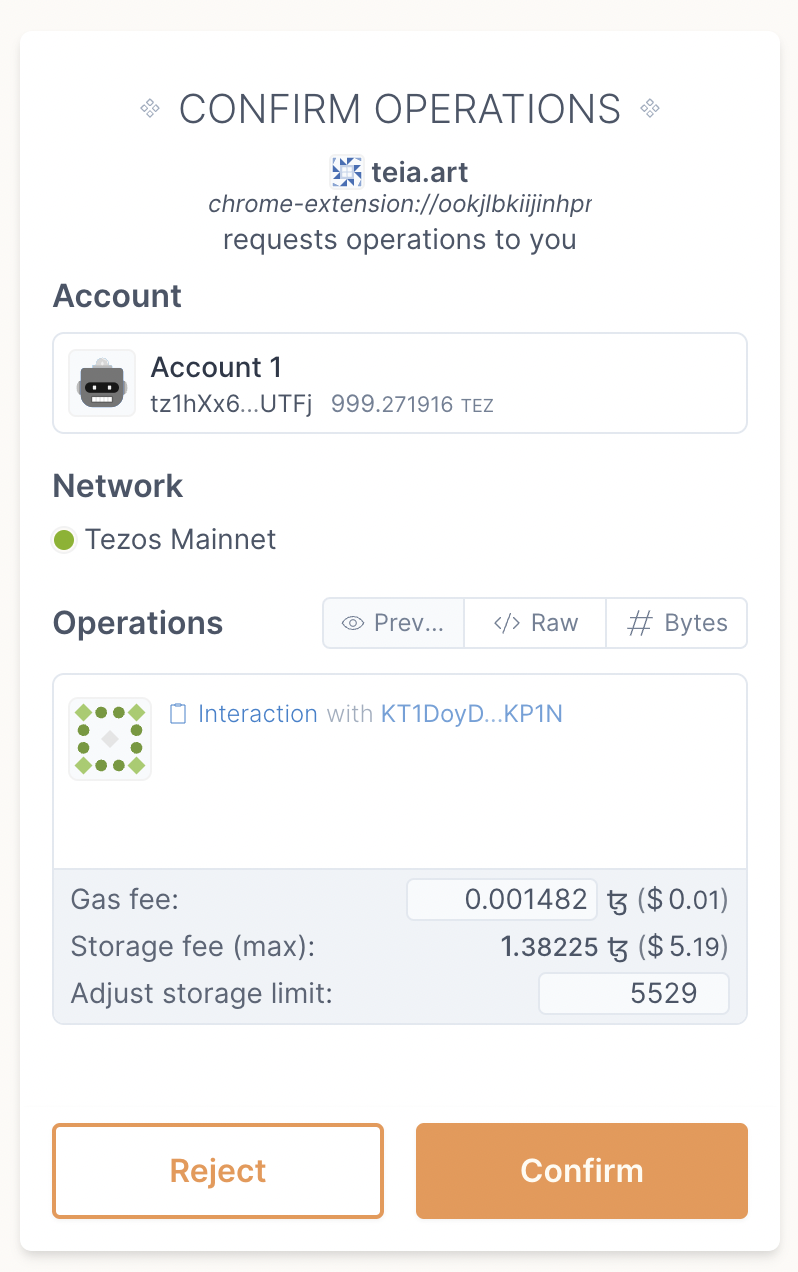 CONFIRM OPERATIONS
teia.art
chrome-extension://ookjlbkiijinhpr
requests operations to you
Account
Account 1
tz1hXx6...UTFj 999.271916 TEZ
Network
Tezos Mainnet
Operations Prev... </> Raw # Bytes
Interaction with KT1DoyD...KP1N
Gas fee: 0.001482 ꜩ ($ 0.01)
Storage fee (max): 1.38225 ꜩ ($ 5.19)
Adjust storage limit: 5529
Reject Confirm